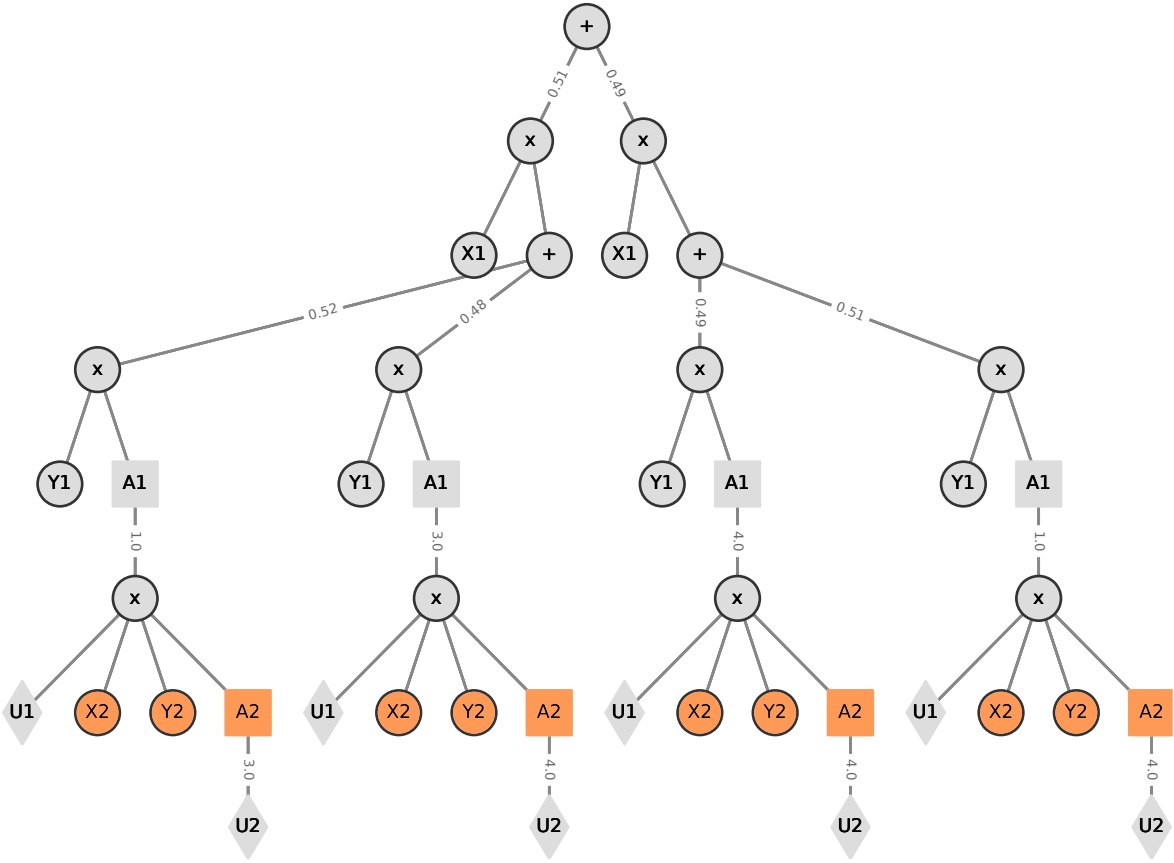 +
0.51 0.49
x x
X1 + X1 +
0.52 0.48 0.49 0.51
x x x x
Y1 A1 Y1 A1 Y1 A1 Y1 A1
1.0 3.0 4.0 1.0
x x x x
U1 X2 Y2 A2 U1 X2 Y2 A2 U1 X2 Y2 A2 U1 X2 Y2 A2
3.0 4.0 4.0 4.0
U2 U2 U2 U2